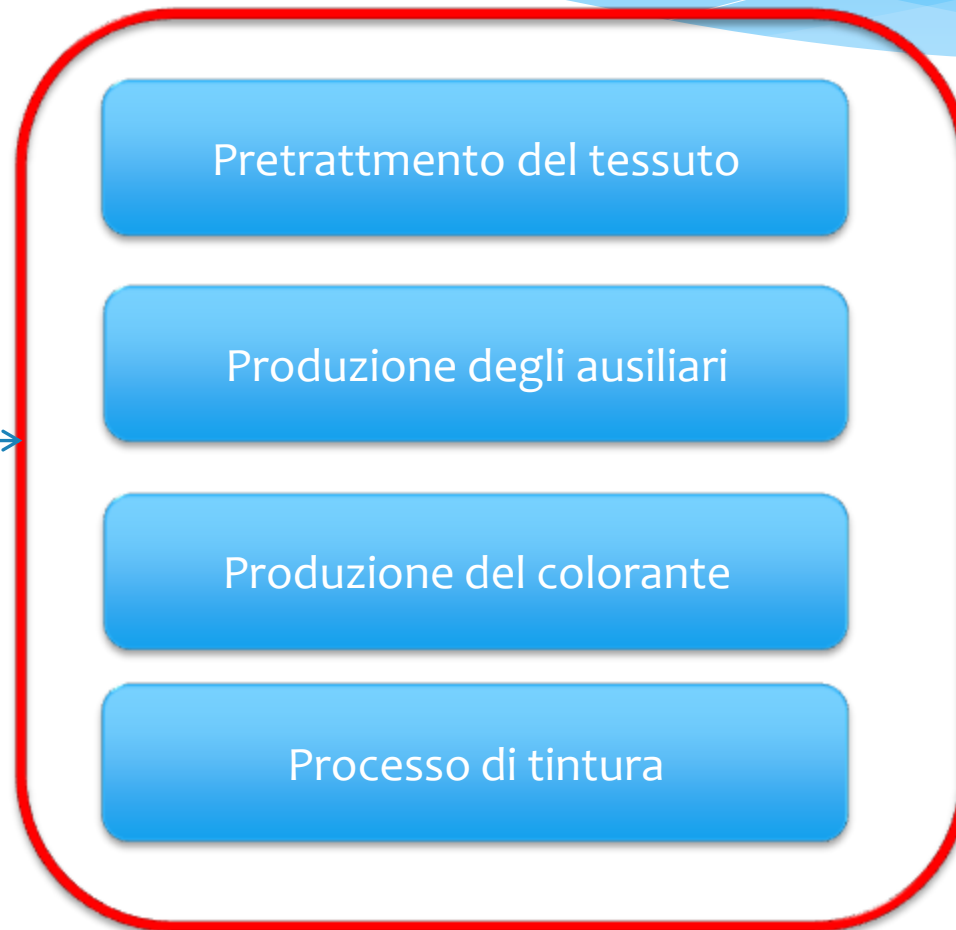 Pretrattmento del tessuto
Produzione degli ausiliari
Produzione del colorante
Processo di tintura